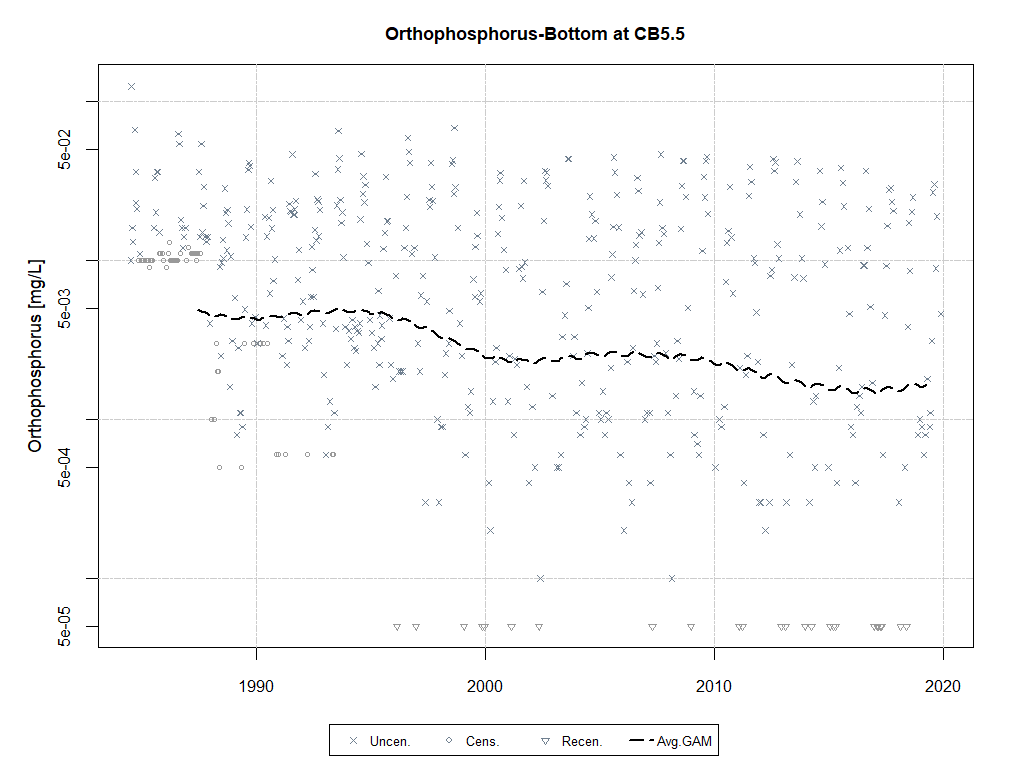 Orthophosphorus-Bottom at CB5.5
Orthophosphorus [mg/L]
5e-02
5e-03
5e-04
5e-05
1990 2000 2010 2020
Uncen. Cens. Recen. Avg.GAM